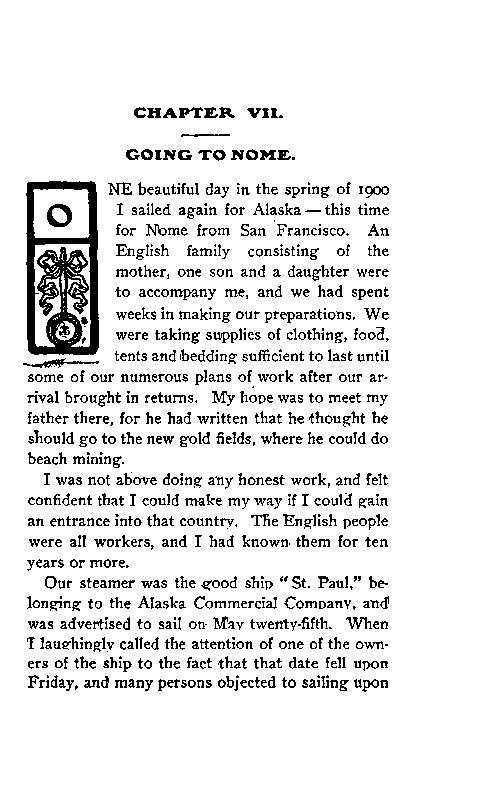 CHAPTER VII.
GOING TO NOME.
ONE beautiful day in the spring of 1900
I sailed again for Alaska — this time
for Nome from San Francisco. An
English family consisting of the
mother, one son and a daughter were
to accompany me, and we had spent
weeks in making our preparations. We
were taking supplies of clothing, food,
tents and bedding sufficient to last until
some of our numerous plans of work after our ar-
rival brought in returns. My hope was to meet my
father there, for he had written that he thought he
should go to the new gold fields, where he could do
beach mining.
I was not above doing any honest work, and felt
confident that I could make my way if I could gain
an entrance into that country. The English people
were all workers, and I had known them for ten
years or more.
Our steamer was the good ship “St. Paul,” be-
longing to the Alaska Commercial Company, and
was advertised to sail on May twenty-fifth. When
I laughingly called the attention of one of the own-
ers of the ship to the fact that that date fell upon
Friday, and many persons objected to sailing upon